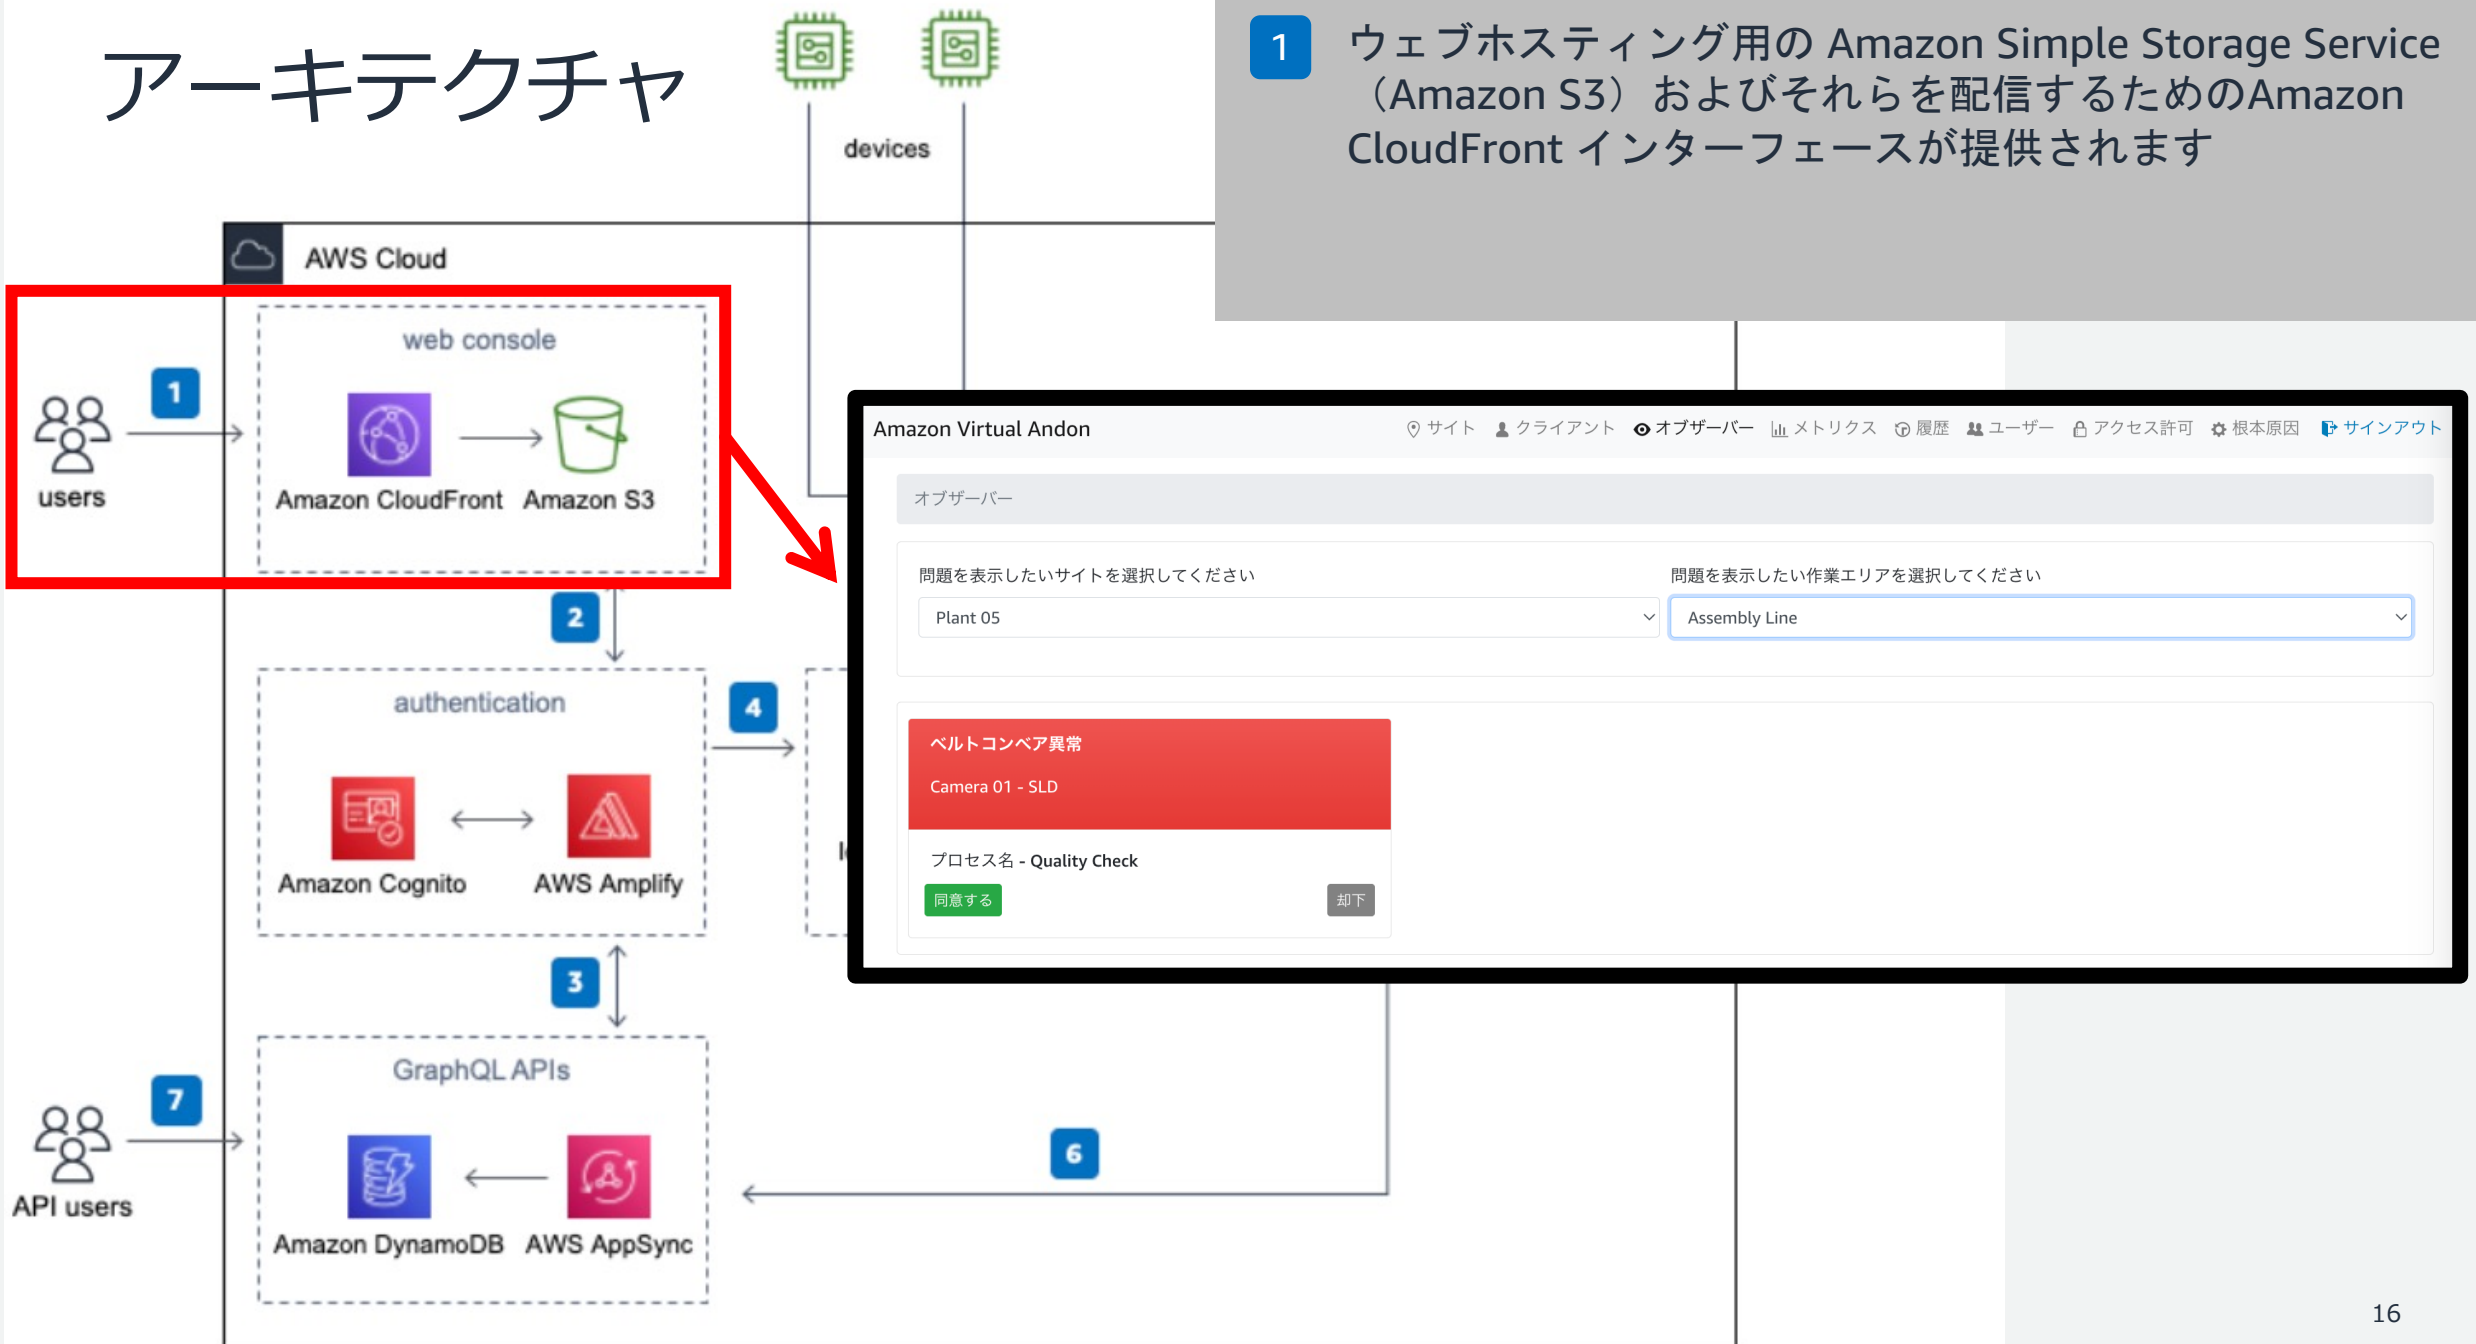 アーキテクチャ
devices
1
ウェブホスティング用の Amazon Simple Storage Service
（Amazon S3）およびそれらを配信するためのAmazon
CloudFront インターフェースが提供されます
AWS Cloud
web console
1
users
Amazon CloudFront
Amazon S3
2
authentication
4
Amazon Cognito
AWS Amplify
3
GraphQL APIs
7
API users
Amazon DynamoDB
AWS AppSync
6
Amazon Virtual Andon
サイト
クライアント
オブザーバー
メトリクス
履歴
ユーザー
アクセス許可
根本原因
サインアウト
オブザーバー
問題を表示したいサイトを選択してください
Plant 05
問題を表示したい作業エリアを選択してください
Assembly Line
ベルトコンベア異常
Camera 01 - SLD
プロセス名 - Quality Check
同意する
却下
16